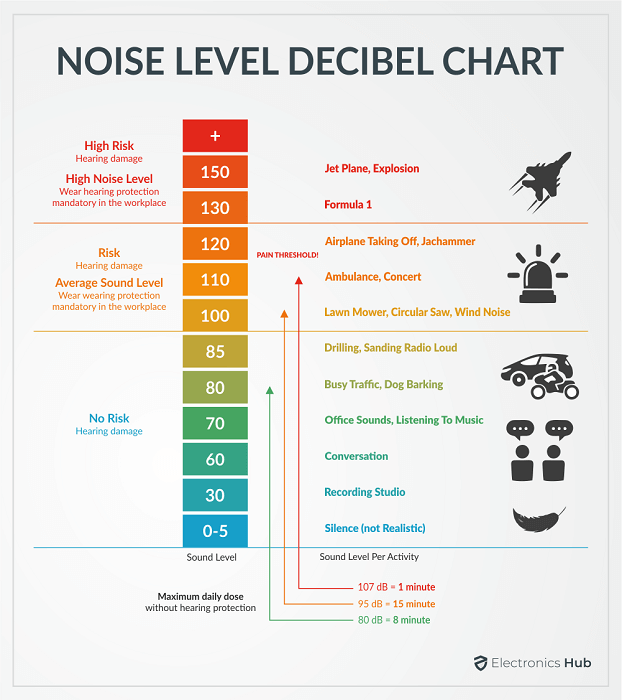 NOISE LEVEL DECIBEL CHART
+
High Risk
Hearing damage
High Noise Level
Wear hearing protection
mandatory in the workplace
150
Jet Plane, Explosion
130
Formula 1
Risk
Hearing damage
Average Sound Level
Wear wearing protection
mandatory in the workplace
120
PAIN THRESHOLD!
Airplane Taking Off, Jachammer
110
Ambulance, Concert
100
Lawn Mower, Circular Saw, Wind Noise
85
Drilling, Sanding Radio Loud
80
Busy Traffic, Dog Barking
No Risk
Hearing damage
70
Office Sounds, Listening To Music
60
Conversation
30
Recording Studio
0-5
Silence (not Realistic)
Sound Level
Sound Level Per Activity
Maximum daily dose
without hearing protection
107 dB = 1 minute
95 dB = 15 minute
80 dB = 8 minute
Electronics Hub